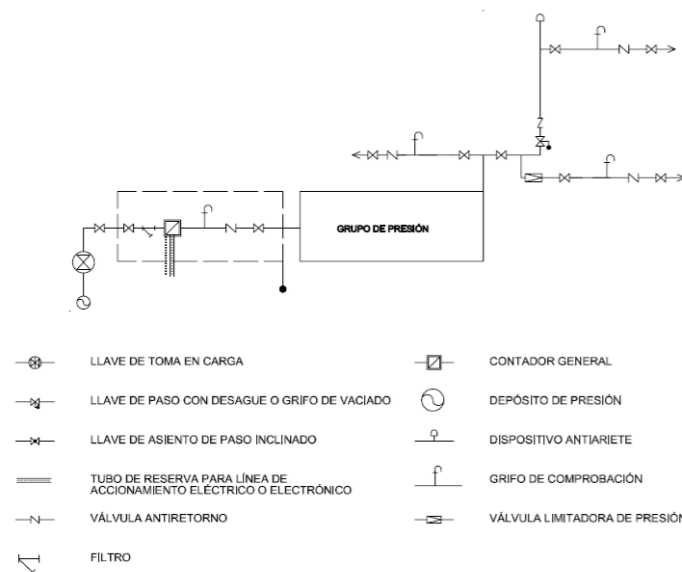 GRUPO DE PRESIÓN
LLAVE DE TOMA EN CARGA
CONTADOR GENERAL
LLAVE DE PASO CON DESAGUE O GRIFO DE VACIADO
DEPÓSITO DE PRESIÓN
LLAVE DE ASIENTO DE PASO INCLINADO
DISPOSITIVO ANTIARIETE
TUBO DE RESERVA PARA LÍNEA DE
ACCIONAMIENTO ELÉCTRICO O ELECTRÓNICO
GRIFO DE COMPROBACIÓN
VÁLVULA ANTIRETORNO
VÁLVULA LIMITADORA DE PRESIÓN
FILTRO